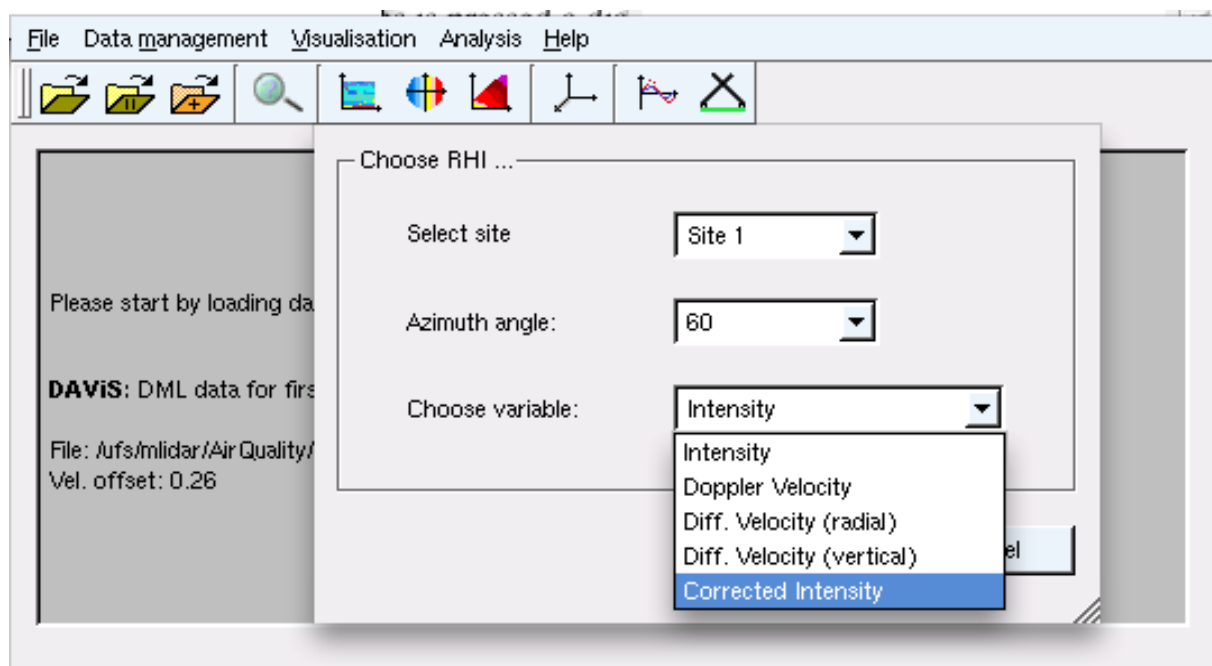 File Data management Visualisation Analysis Help
Choose RHI ...
Select site Site 1
Azimuth angle: 60
Choose variable: Intensity
Intensity
Doppler Velocity
Diff. Velocity (radial)
Diff. Velocity (vertical)
Corrected Intensity
el
Please start by loading da
DAViS: DML data for firs
File: /ufs/mlidar/AirQuality/
Vel. offset: 0.26